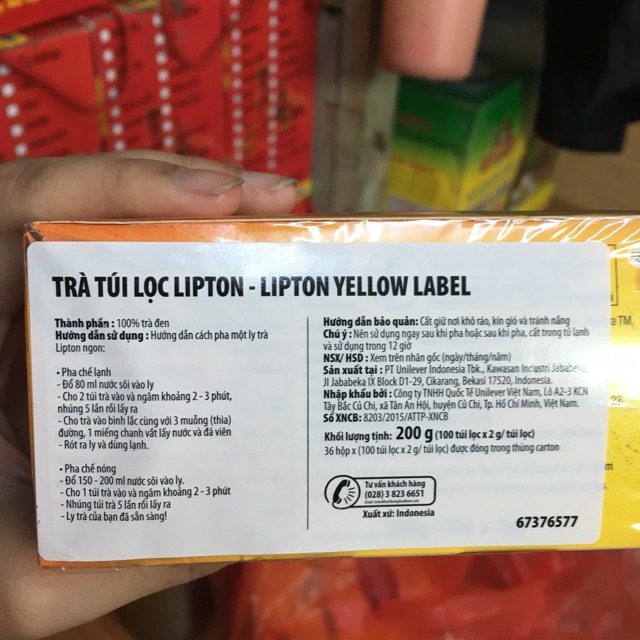 TRÀ TÚI LỌC LIPTON - LIPTON YELLOW LABEL
Thành phần : 100% trà đen
Hướng dẫn sử dụng : Hướng dẫn cách pha một ly trà
Lipton ngon:
• Pha chế lạnh
- Đổ 80 ml nước sôi vào ly
- Cho 2 túi trà vào và ngâm khoảng 2 - 3 phút,
nhúng 5 lần rồi lấy ra
- Cho trà vào bình lắc cùng với 3 muỗng (thìa)
đường, 1 miếng chanh vắt lấy nước và đá viên
- Rót ra ly và dùng lạnh.
• Pha chế nóng
- Đổ 150 - 200 ml nước sôi vào ly.
- Cho 1 túi trà vào và ngâm khoảng 2 - 3 phút
- Nhúng túi trà 5 lần rồi lấy ra
- Ly trà của bạn đã sẵn sàng!
Hướng dẫn bảo quản: Cất giữ nơi khô ráo, kín gió và tránh nắng
Chú ý : Nên sử dụng ngay sau khi pha hoặc sau khi pha, cất trong tủ lạnh
và sử dụng trong 12 giờ
NSX/ HSD : Xem trên nhãn gốc (ngày/tháng/năm)
Sản xuất tại : PT Unilever Indonesia Tbk., Kawasan Industri Jababeka,
Jl Jababeka IX Block D1-29, Cikarang, Bekasi 17520, Indonesia.
Nhập khẩu bởi : Công ty TNHH Quốc Tế Unilever Việt Nam, Lô A2-3 KCN
Tây Bắc Củ Chi, xã Tân An Hội, huyện Củ Chi, Tp. Hồ Chí Minh, Việt Nam.
Số XNCB: 8203/2015/ATTP-XNCB
Khối lượng tịnh: 200 g (100 túi lọc x 2 g/ túi lọc)
36 hộp x (100 túi lọc x 2 g/ túi lọc) được đóng trong thùng carton
Tư vấn khách hàng
(028) 3 823 6651
Xuất xứ: Indonesia
67376577